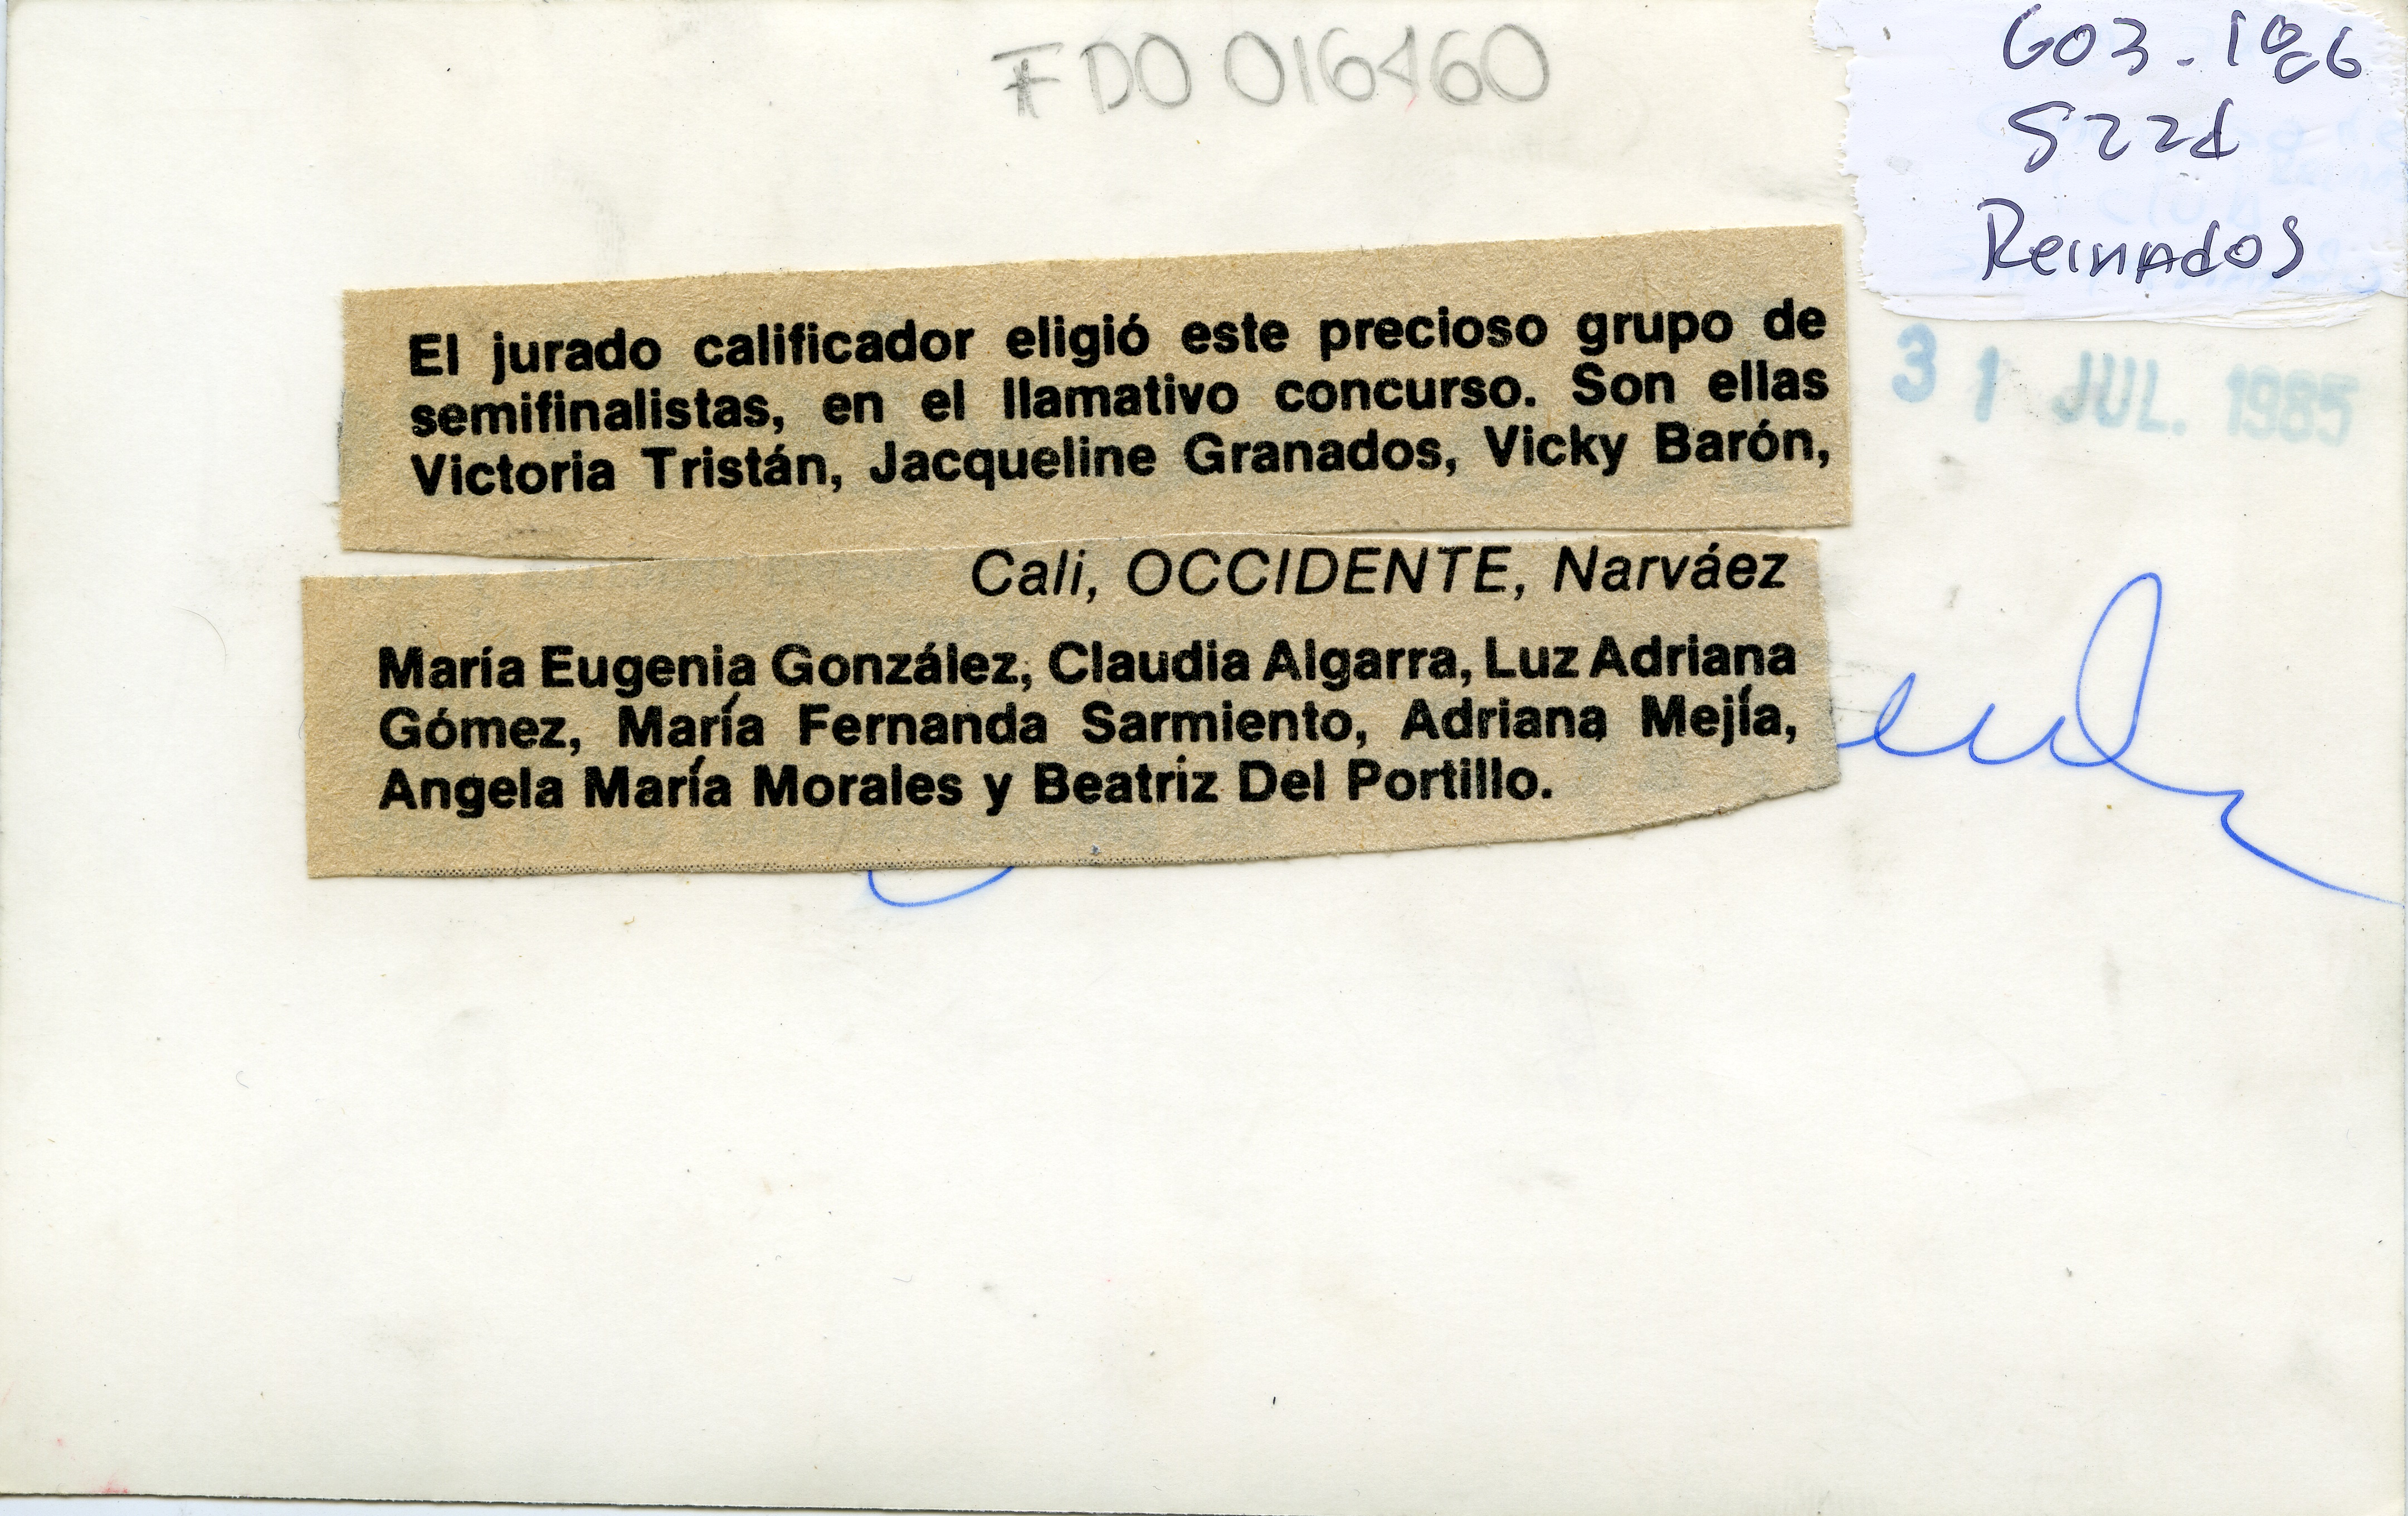 FDO 016460
603.1986
S22d
Reinados
31 JUL. 1985
El jurado calificador eligió este precioso grupo de
semifinalistas, en el llamativo concurso. Son ellas
Victoria Tristán, Jacqueline Granados, Vicky Barón,
Cali, OCCIDENTE, Narváez
María Eugenia González, Claudia Algarra, Luz Adriana
Gómez, María Fernanda Sarmiento, Adriana Mejía,
Angela María Morales y Beatriz Del Portillo.